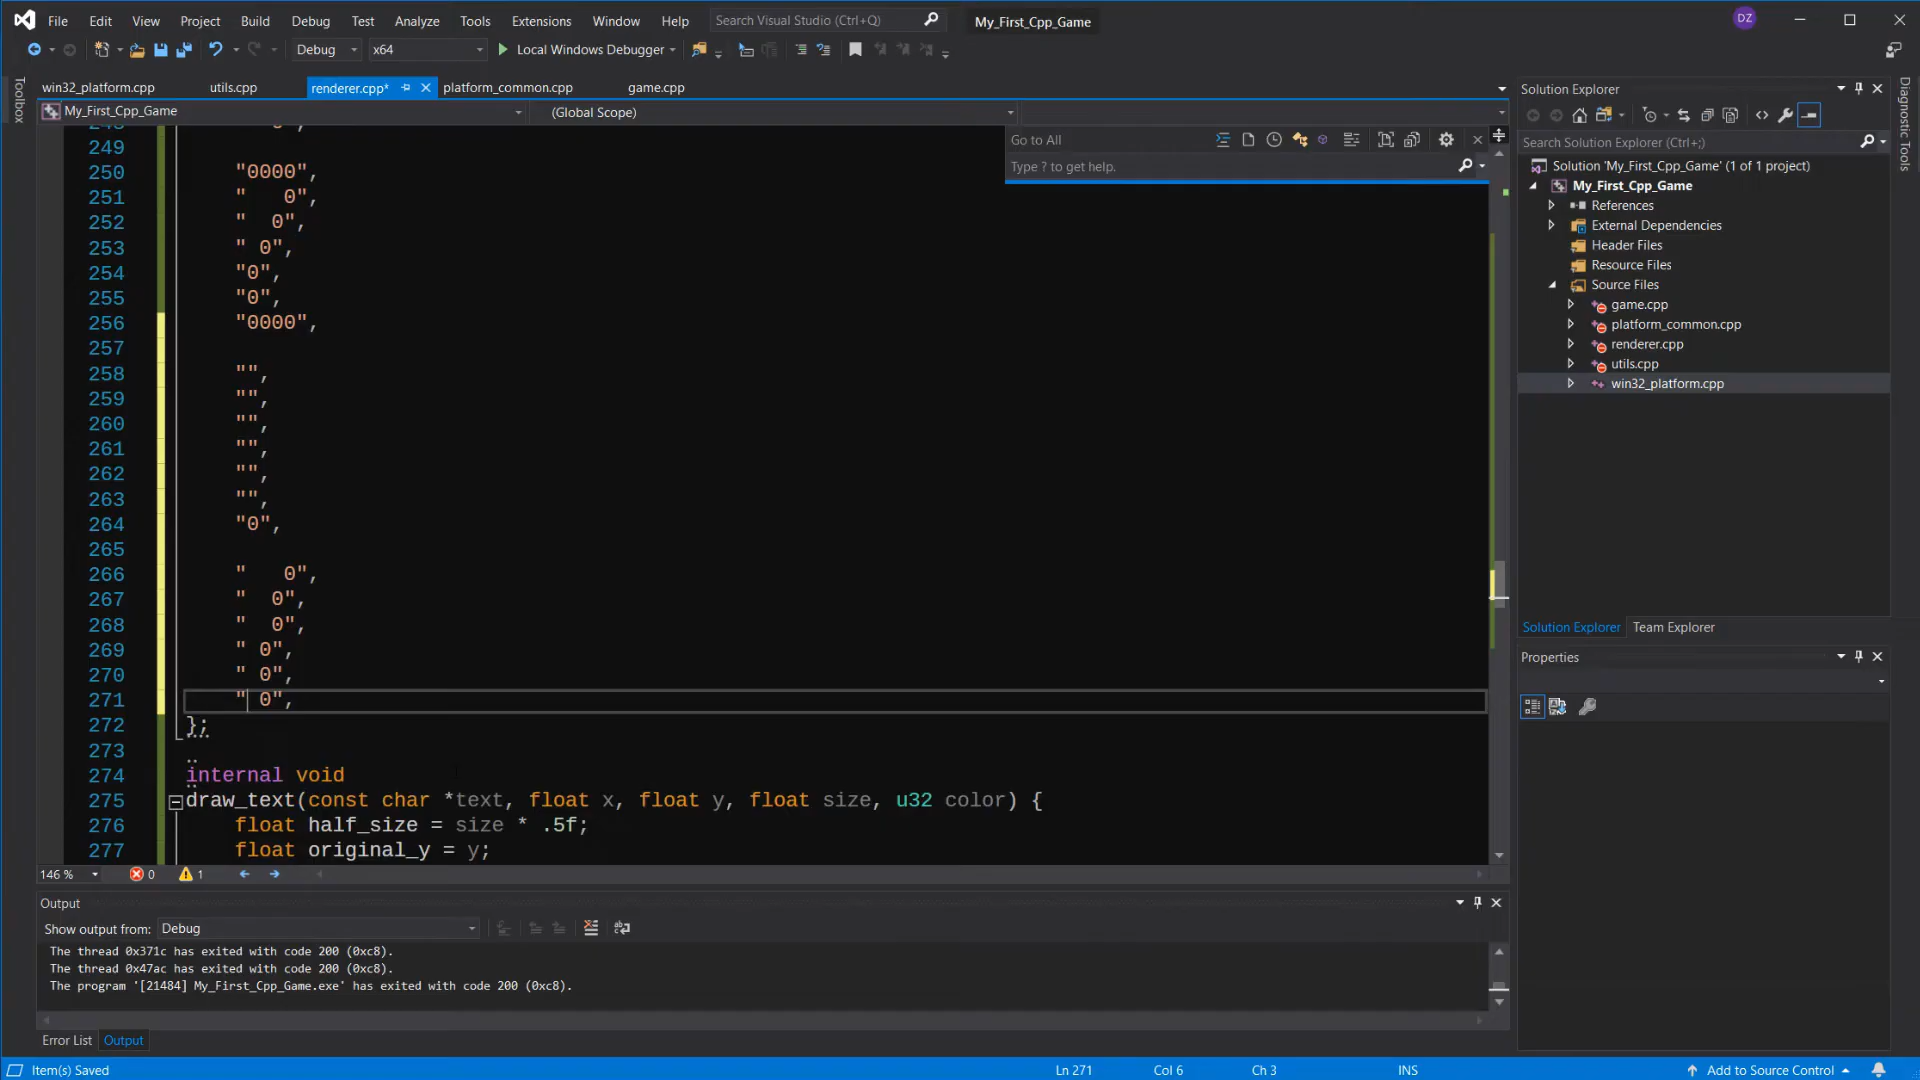 File Edit View Project Build Debug Test Analyze Tools Extensions Window Help Search Visual Studio (Ctrl+Q) My_First_Cpp_Game DZ
Debug x64 Local Windows Debugger
Toolbox
win32_platform.cpp utils.cpp renderer.cpp* platform_common.cpp game.cpp
My_First_Cpp_Game (Global Scope)
Go to All
Type ? to get help.
249
250 "0000",
251 "   0",
252 "  0",
253 " 0",
254 "0",
255 "0",
256 "0000",
257
258 "",
259 "",
260 "",
261 "",
262 "",
263 "",
264 "0",
265
266 "   0",
267 "  0",
268 "  0",
269 " 0",
270 " 0",
271 " 0",
272 };
273
274 internal void
275 draw_text(const char *text, float x, float y, float size, u32 color) {
276 float half_size = size * .5f;
277 float original_y = y;
146 % 0 1
Output
Show output from: Debug
The thread 0x371c has exited with code 200 (0xc8).
The thread 0x47ac has exited with code 200 (0xc8).
The program '[21484] My_First_Cpp_Game.exe' has exited with code 200 (0xc8).
Error List Output
Item(s) Saved Ln 271 Col 6 Ch 3 INS Add to Source Control
Solution Explorer
Search Solution Explorer (Ctrl+;)
Solution 'My_First_Cpp_Game' (1 of 1 project)
My_First_Cpp_Game
References
External Dependencies
Header Files
Resource Files
Source Files
game.cpp
platform_common.cpp
renderer.cpp
utils.cpp
win32_platform.cpp
Solution Explorer Team Explorer
Properties
Diagnostic Tools